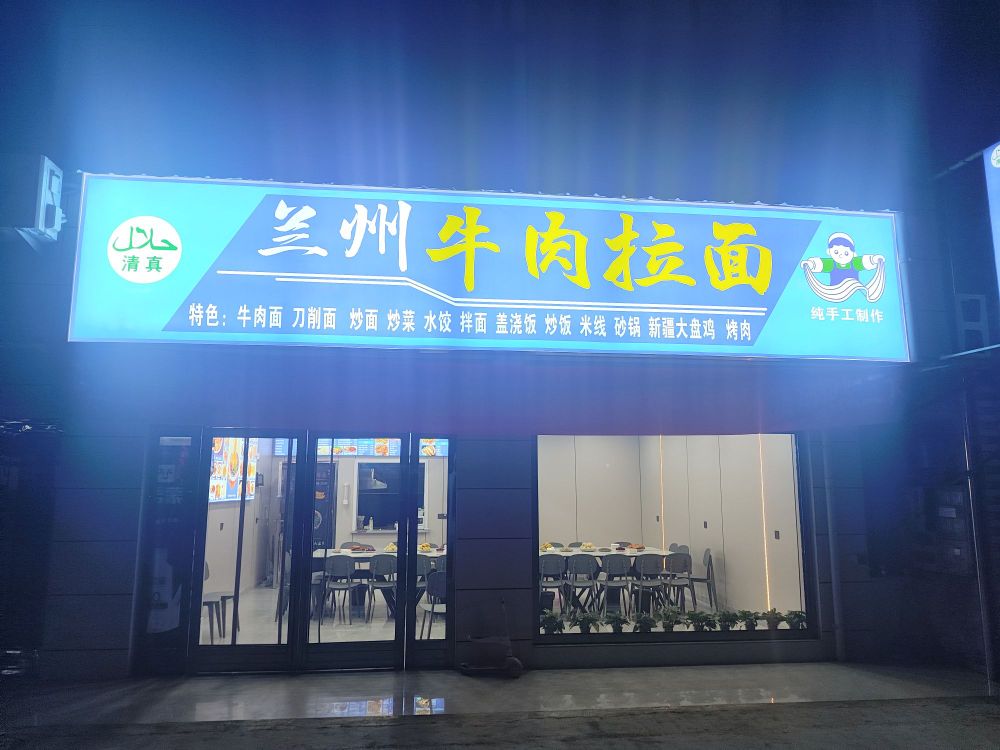 兰州牛肉拉面
حلال
清真
特色：牛肉面 刀削面 炒面 炒菜 水饺 拌面 盖浇饭 炒饭 米线 砂锅 新疆大盘鸡 烤肉
纯手工制作